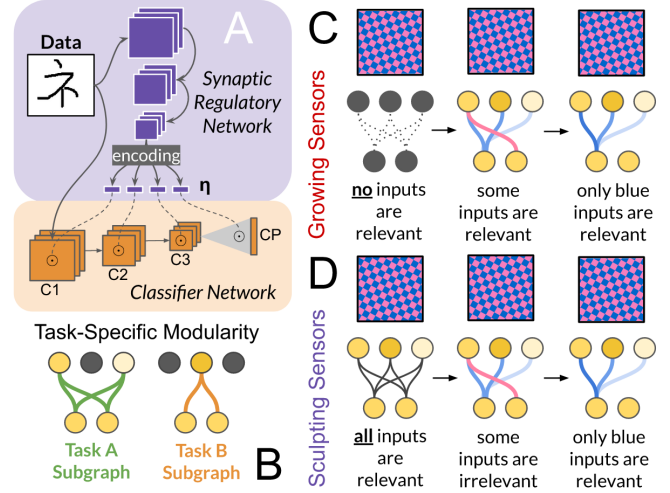 A
Data
ネ
Synaptic
Regulatory
Network
encoding
η
C1
C2
C3
CP
Classifier Network
Task-Specific Modularity
Task A
Subgraph
Task B
Subgraph
B
C
Growing Sensors
no inputs
are
relevant
some
inputs are
relevant
only blue
inputs are
relevant
D
Sculpting Sensors
all inputs
are
relevant
some
inputs are
irrelevant
only blue
inputs are
relevant